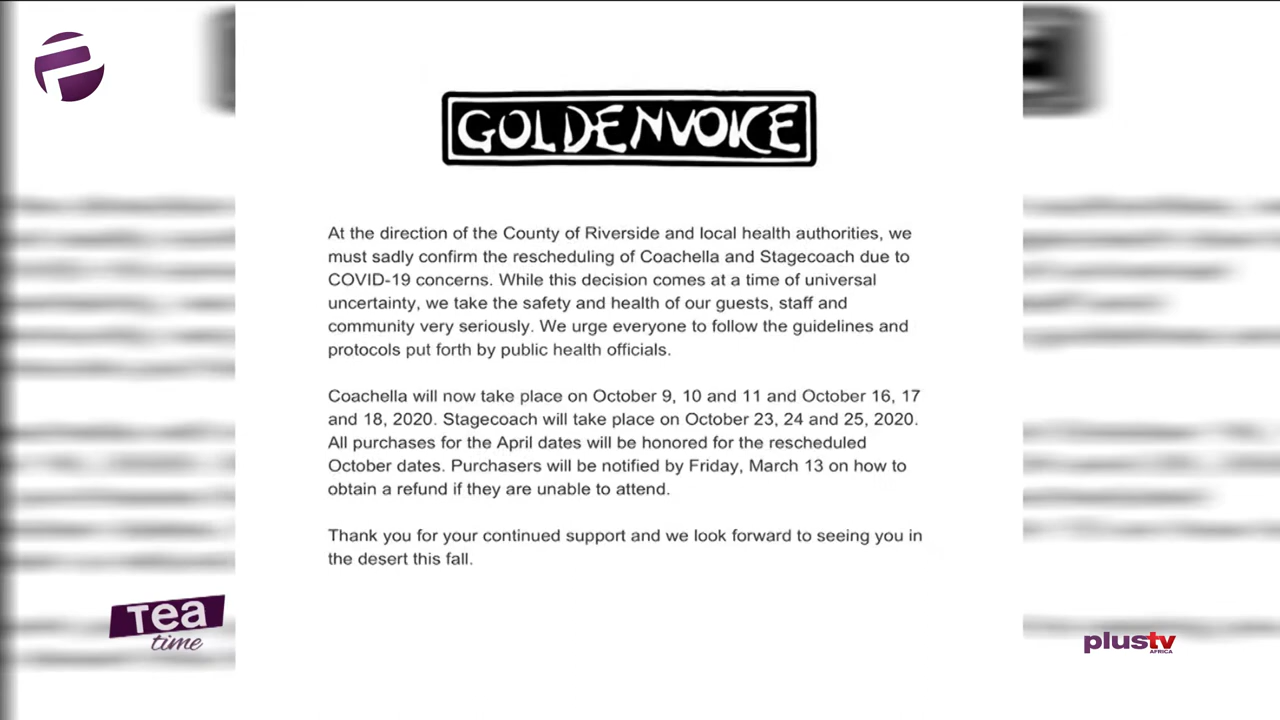 GOLDENVOICE
At the direction of the County of Riverside and local health authorities, we
must sadly confirm the rescheduling of Coachella and Stagecoach due to
COVID-19 concerns. While this decision comes at a time of universal
uncertainty, we take the safety and health of our guests, staff and
community very seriously. We urge everyone to follow the guidelines and
protocols put forth by public health officials.
Coachella will now take place on October 9, 10 and 11 and October 16, 17
and 18, 2020. Stagecoach will take place on October 23, 24 and 25, 2020.
All purchases for the April dates will be honored for the rescheduled
October dates. Purchasers will be notified by Friday, March 13 on how to
obtain a refund if they are unable to attend.
Thank you for your continued support and we look forward to seeing you in
the desert this fall.
Tea
time
plustv
AFRICA